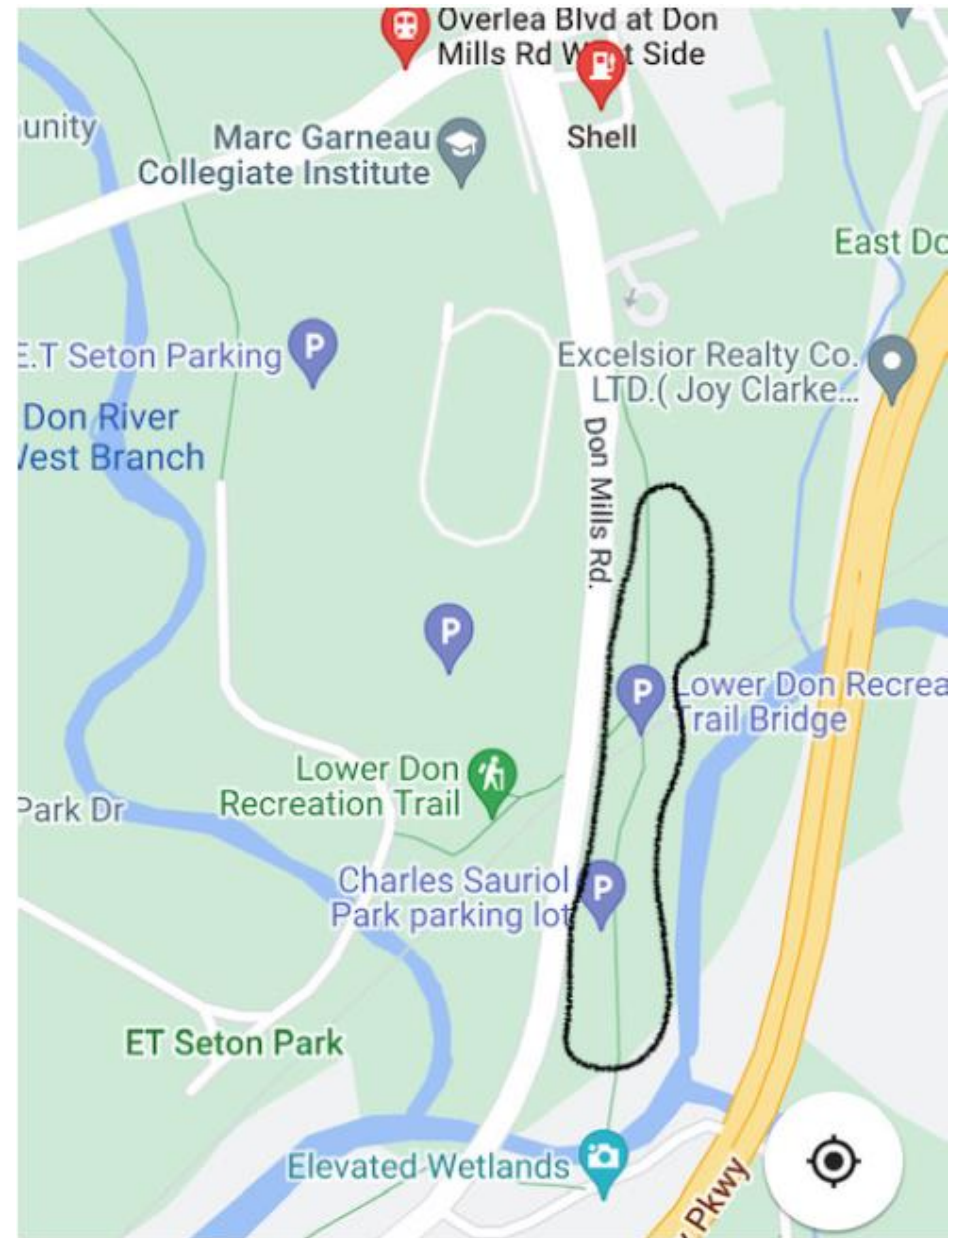 Overlea Blvd at Don
Mills Rd W st Side
Shell
unity
Marc Garneau
Collegiate Institute
East Do
E.T Seton Parking
P
Excelsior Realty Co.
LTD.( Joy Clarke...
Don River
West Branch
Don Mills Rd.
P
P
Lower Don Recrea
Trail Bridge
Lower Don
Recreation Trail
Park Dr
Charles Sauriol
Park parking lot
P
ET Seton Park
Elevated Wetlands
Pkwy